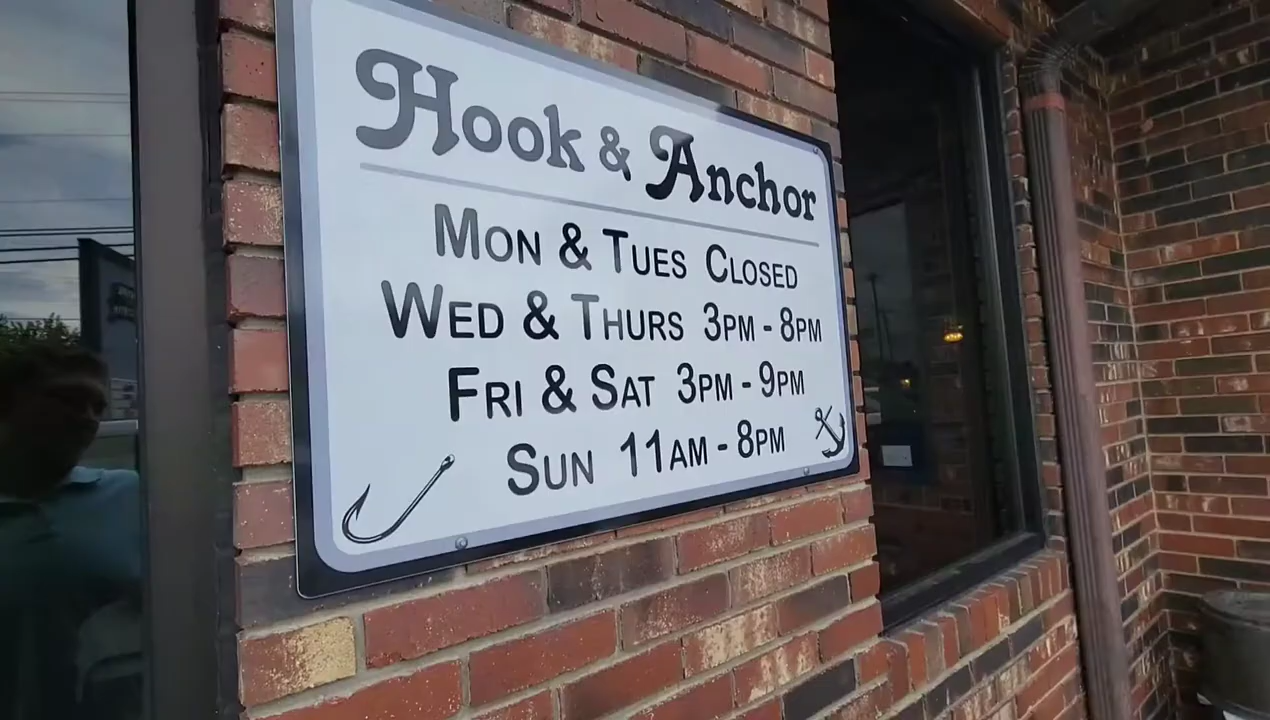 Hook & Anchor
Mon & Tues Closed
Wed & Thurs 3pm - 8pm
Fri & Sat 3pm - 9pm
Sun 11am - 8pm